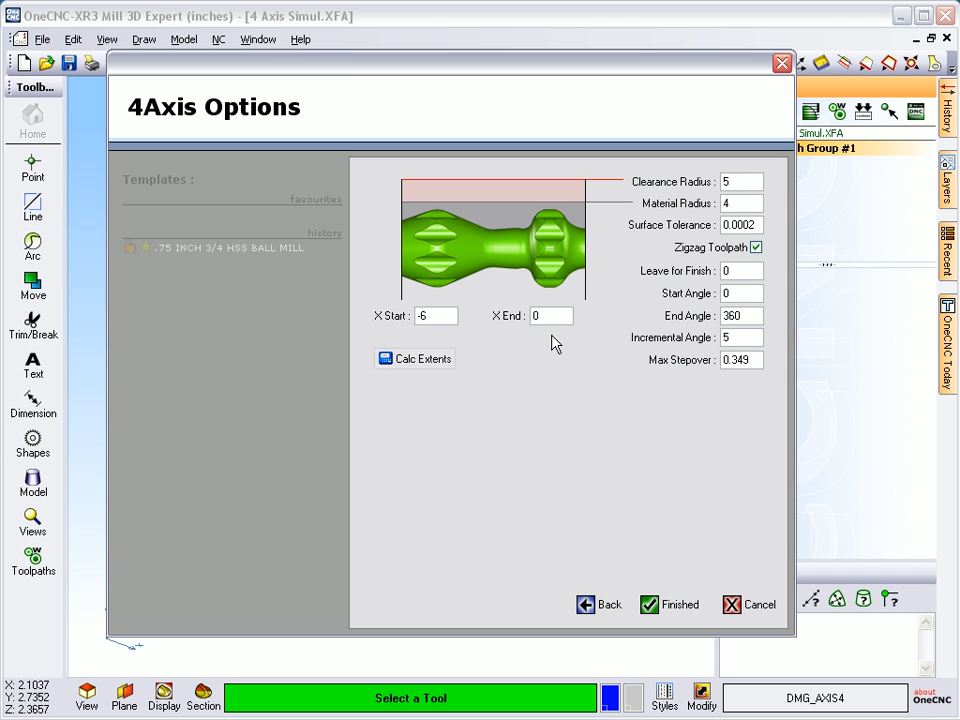 OneCNC-XR3 Mill 3D Expert (inches) - [4 Axis Simul.XFA]
File Edit View Draw Model NC Window Help
Toolb...
Home
Point
Line
Arc
Move
Trim/Break
Text
Dimension
Shapes
Model
Views
Toolpaths
4Axis Options
Templates :
favourites
history
.75 INCH 3/4 HSS BALL MILL
Clearance Radius : 5
Material Radius : 4
Surface Tolerance : 0.0002
Zigzag Toolpath
Leave for Finish : 0
Start Angle : 0
End Angle : 360
Incremental Angle : 5
Max Stepover : 0.349
X Start : -6
X End : 0
Calc Extents
Back
Finished
Cancel
Simul.XFA
h Group #1
History
Layers
Recent
OneCNC Today
X: 2.1037
Y: 2.7352
Z: 2.3657
View
Plane
Display
Section
Select a Tool
Styles
Modify
DMG_AXIS4
about
OneCNC